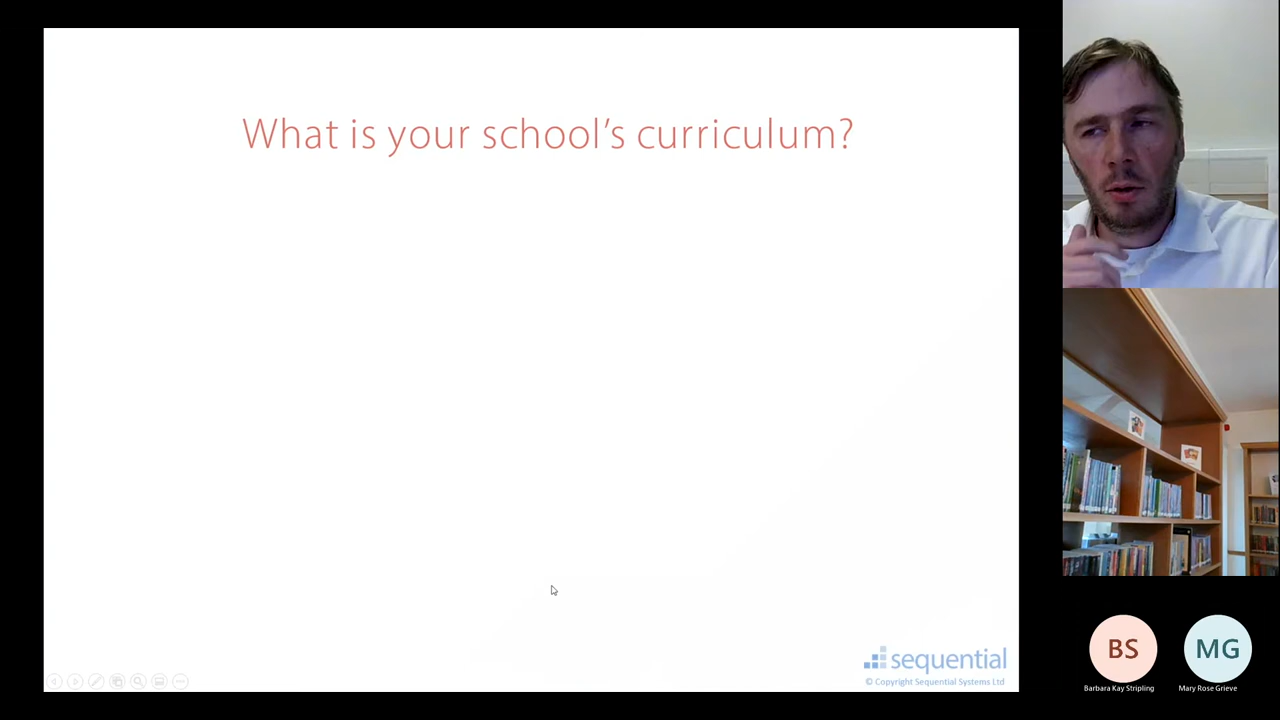 What is your school's curriculum?
sequential
© Copyright Sequential Systems Ltd
BS
MG
Barbara Kay Stripling
Mary Rose Grieve